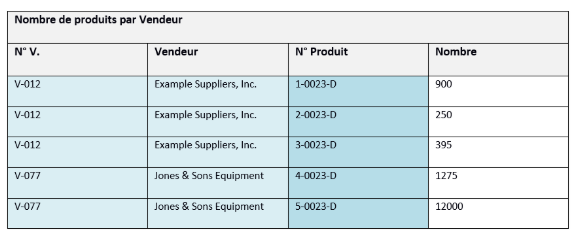 Nombre de produits par Vendeur
N° V. Vendeur N° Produit Nombre
V-012 Example Suppliers, Inc. 1-0023-D 900
V-012 Example Suppliers, Inc. 2-0023-D 250
V-012 Example Suppliers, Inc. 3-0023-D 395
V-077 Jones & Sons Equipment 4-0023-D 1275
V-077 Jones & Sons Equipment 5-0023-D 12000